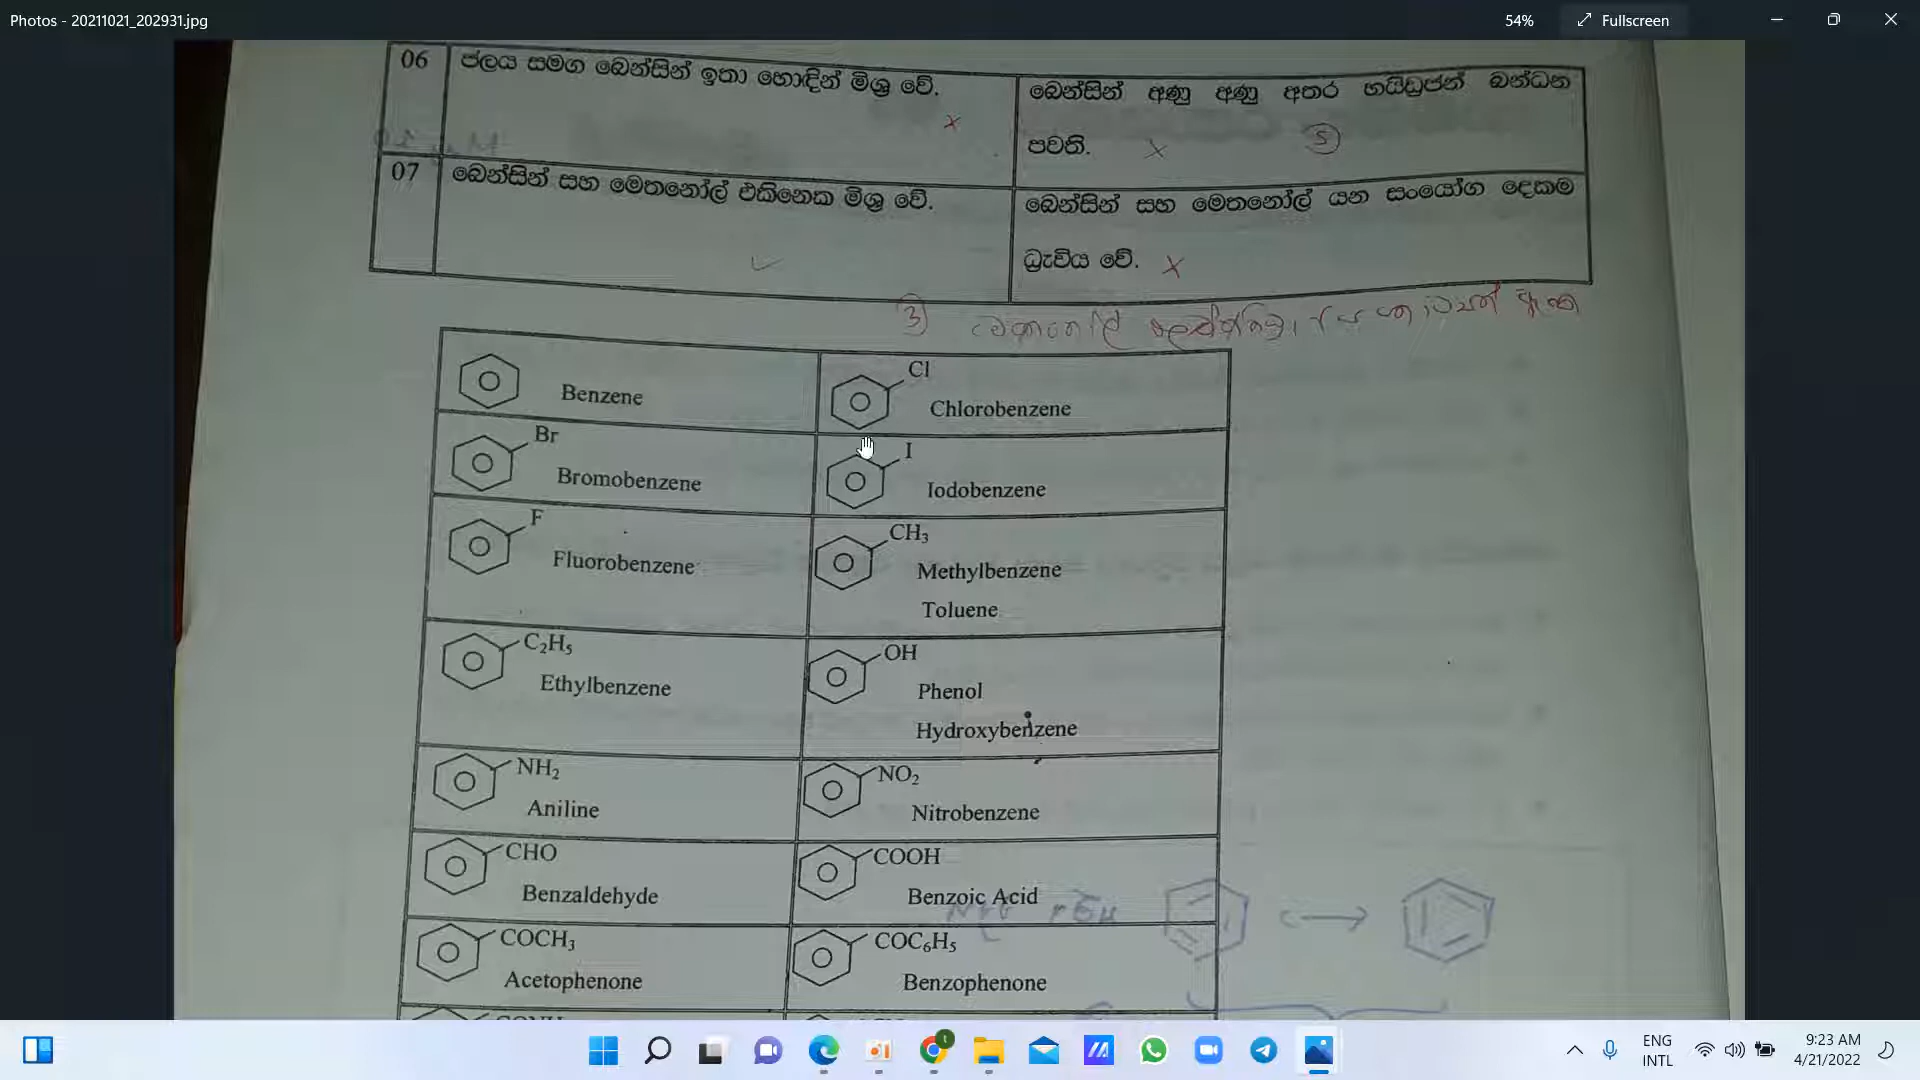 Photos - 20211021_202931.jpg
54%
Fullscreen
06
ජලය සමග බෙන්සින් ඉතා හොඳින් මිශ්‍ර වේ.
බෙන්සින් අණු අණු අතර හයිඩ්‍රජන් බන්ධන
පවති.
5
07
බෙන්සින් සහ මෙතනෝල් එකිනෙක මිශ්‍ර වේ.
බෙන්සින් සහ මෙතනෝල් යන සංයෝග දෙකම
ධ්‍රැවීය වේ.
3
Benzene
Cl
Chlorobenzene
Br
Bromobenzene
I
Iodobenzene
F
Fluorobenzene
CH₃
Methylbenzene
Toluene
C₂H₅
Ethylbenzene
OH
Phenol
Hydroxybenzene
NH₂
Aniline
NO₂
Nitrobenzene
CHO
Benzaldehyde
COOH
Benzoic Acid
COCH₃
Acetophenone
COC₆H₅
Benzophenone
ENG
INTL
9:23 AM
4/21/2022